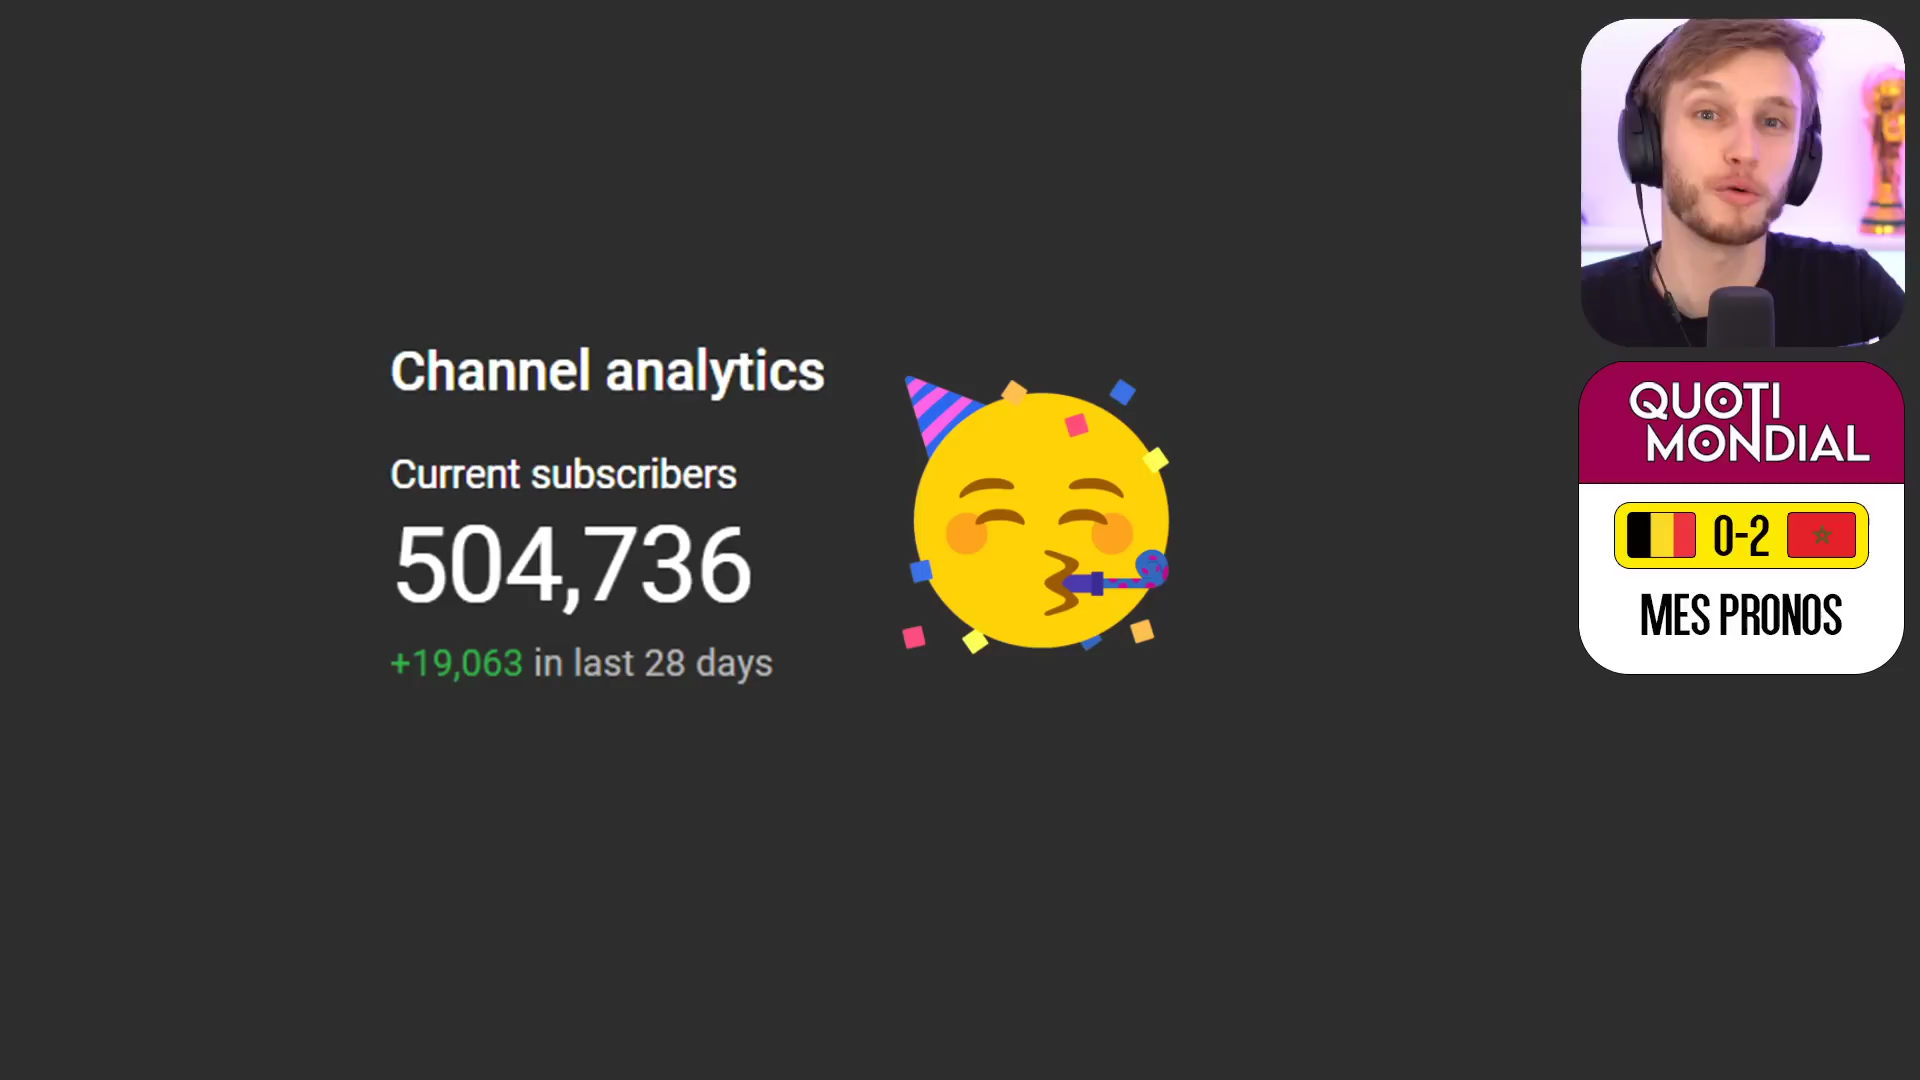 Channel analytics
Current subscribers
504,736
+19,063 in last 28 days
QUOTI
MONDIAL
0-2
MES PRONOS